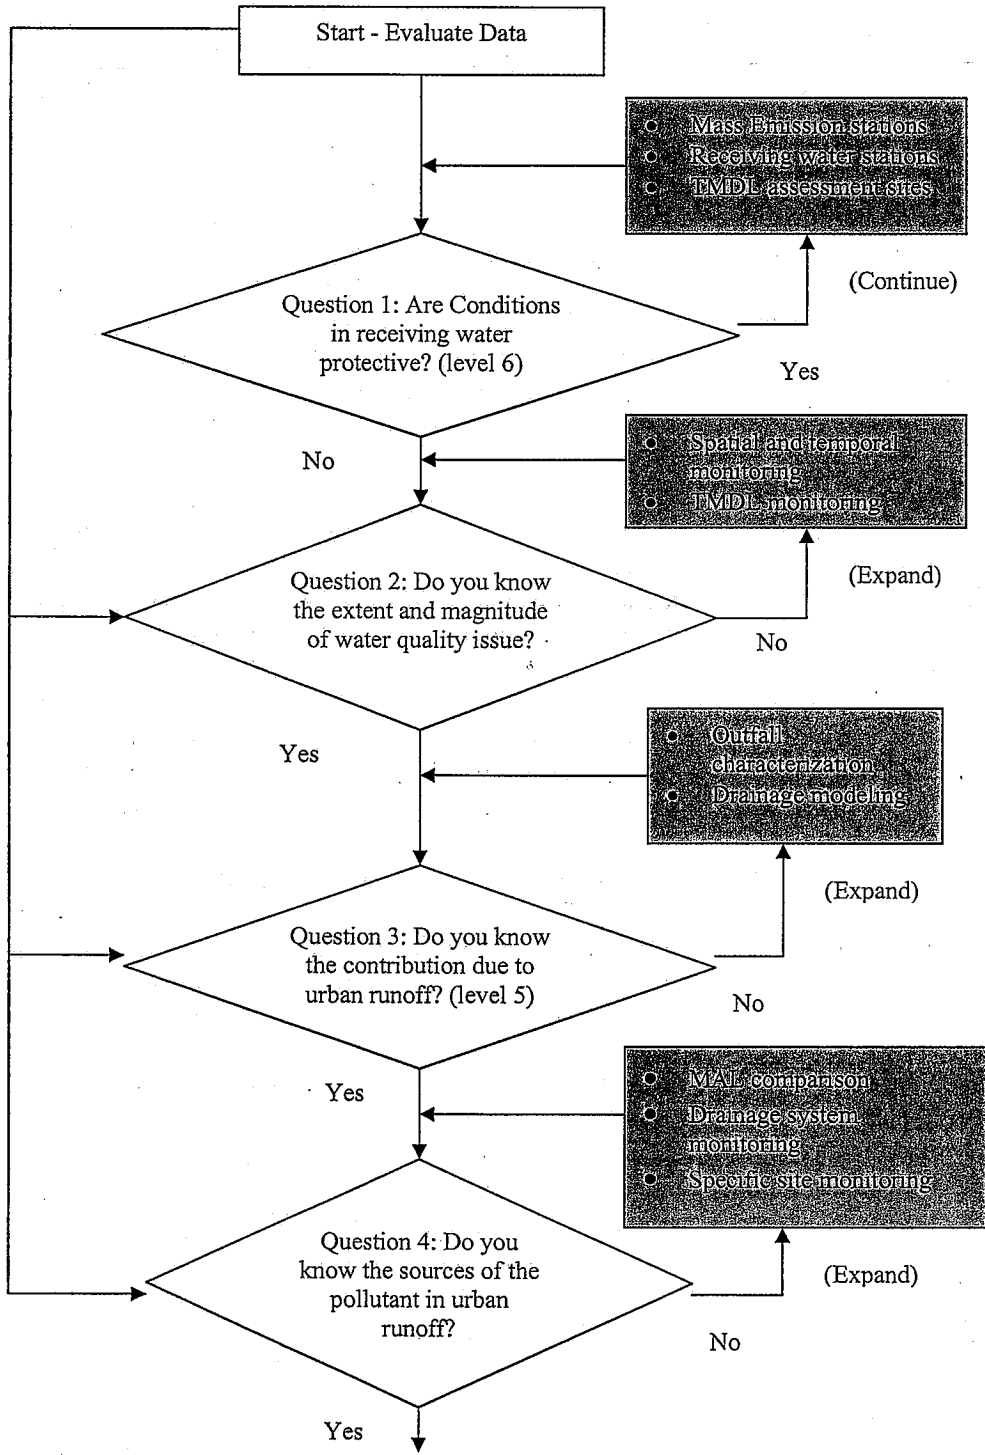 Start - Evaluate Data
• Mass Emission stations
• Receiving water stations
• TMDL assessment sites
(Continue)
Question 1: Are Conditions
in receiving water
protective? (level 6)
Yes
No
• Spatial and temporal
monitoring
• TMDL monitoring
(Expand)
Question 2: Do you know
the extent and magnitude
of water quality issue?
No
Yes
• Outfall
characterization
• Drainage modeling
(Expand)
Question 3: Do you know
the contribution due to
urban runoff? (level 5)
No
Yes
• MAL comparison
• Drainage system
monitoring
• Specific site monitoring
(Expand)
Question 4: Do you
know the sources of the
pollutant in urban
runoff?
No
Yes